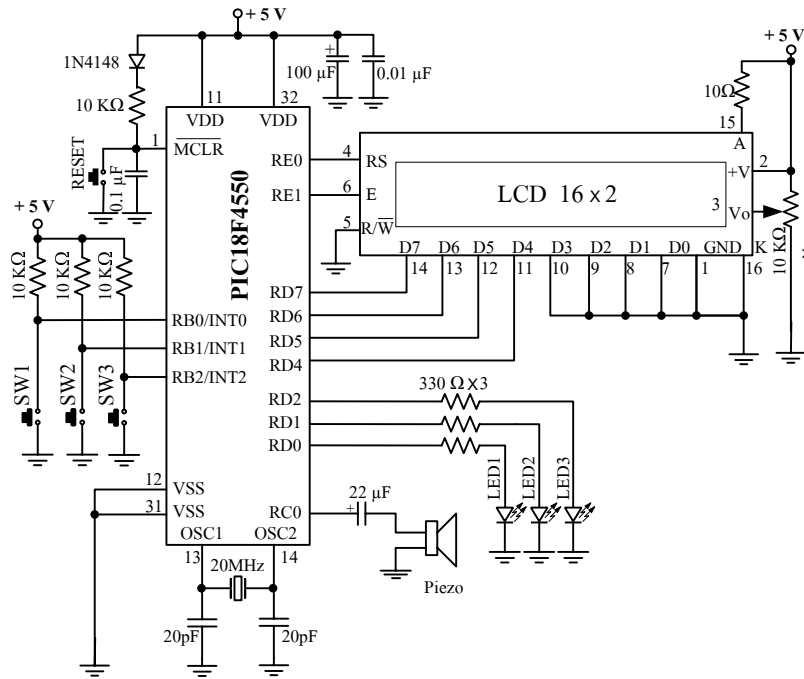 + 5 V
+ 5 V
1N4148
100 µF
0.01 µF
10 KΩ
11
32
VDD
VDD
10Ω
15
A
1
MCLR
RESET
0.1 µF
PIC18F4550
RE0
4
RS
+V
2
RE1
6
E
LCD 16 x 2
3
Vo
10 KΩ
5
R/W
D7
D6
D5
D4
D3
D2
D1
D0
GND
K
14
13
12
11
10
9
8
7
1
16
+ 5 V
10 KΩ
10 KΩ
10 KΩ
RD7
RB0/INT0
RD6
RB1/INT1
RD5
RD4
RB2/INT2
SW1
SW2
SW3
330 Ω X 3
RD2
RD1
RD0
LED1
LED2
LED3
12
VSS
31
VSS
22 µF
RC0
+
OSC1
OSC2
13
14
20MHz
Piezo
20pF
20pF